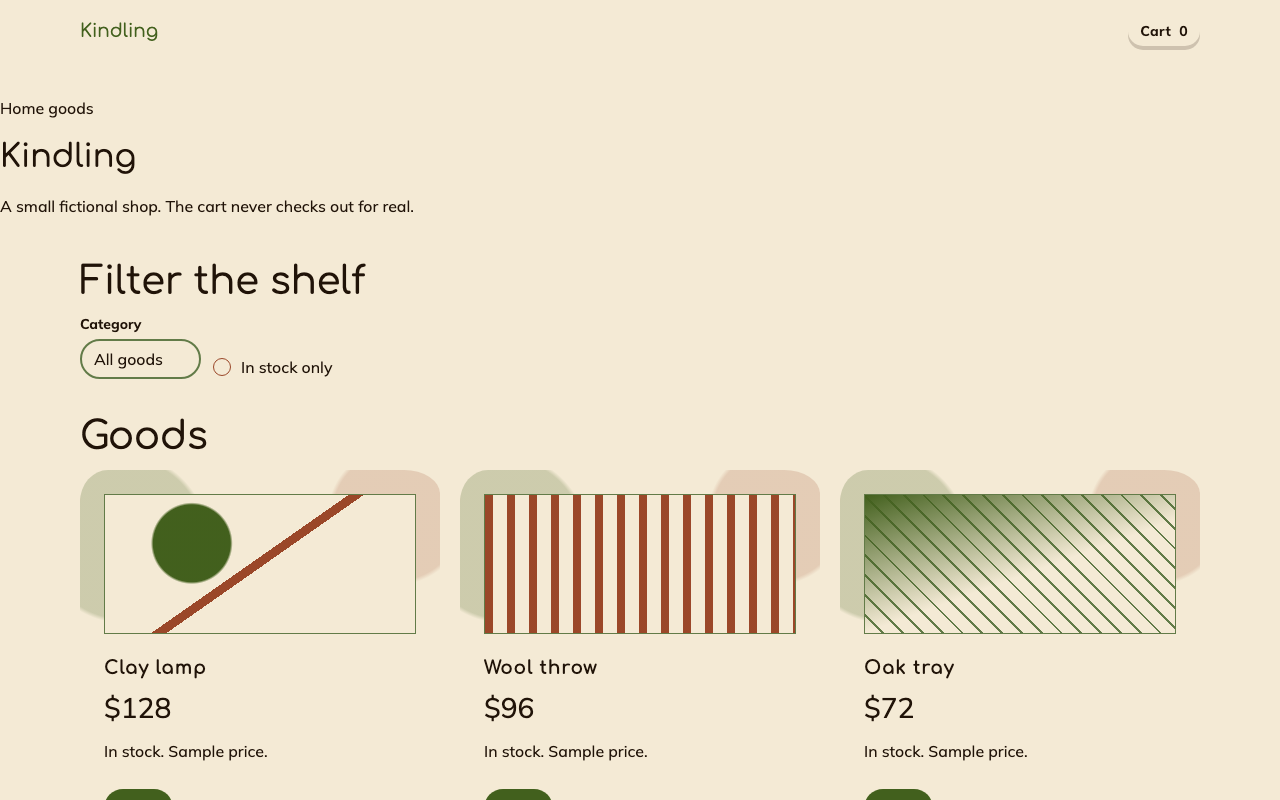 Kindling
Cart 0
Home goods
Kindling
A small fictional shop. The cart never checks out for real.
Filter the shelf
Category
All goods
In stock only
Goods
Clay lamp
$128
In stock. Sample price.
Wool throw
$96
In stock. Sample price.
Oak tray
$72
In stock. Sample price.